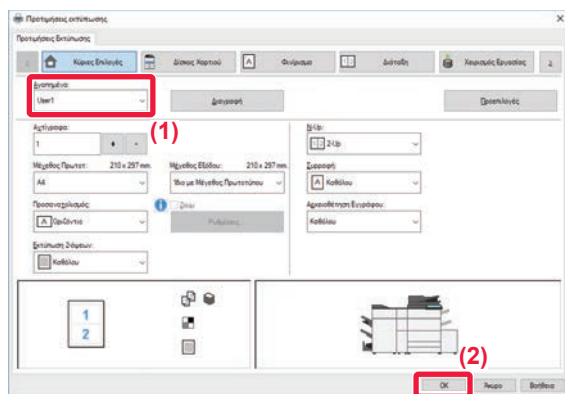 Προτιμήσεις εκτύπωσης
Προτιμήσεις Εκτύπωσης
Κύριες Επιλογές Δίσκος Χαρτιού Φινίρισμα Διάταξη Χειρισμός Εργασίας
Αγαπημένα:
User1 Διαγραφή Προεπιλογές
(1)
Αντίγραφα: N-Up:
1 + - 2-Up
Μέγεθος Πρωτοτ: 210 x 297 mm. Μέγεθος Εξόδου: 210 x 297 mm. Συρραφή:
A4 Ίδιο με Μέγεθος Πρωτοτύπου Καθόλου
Προσανατολισμός: Ζουμ Αρχειοθέτηση Εγγράφου:
Οριζόντιο Ρυθμίσεις Καθόλου
Εκτύπωση 2-όψεων:
Καθόλου
1
2
(2)
OK Άκυρο Βοήθεια